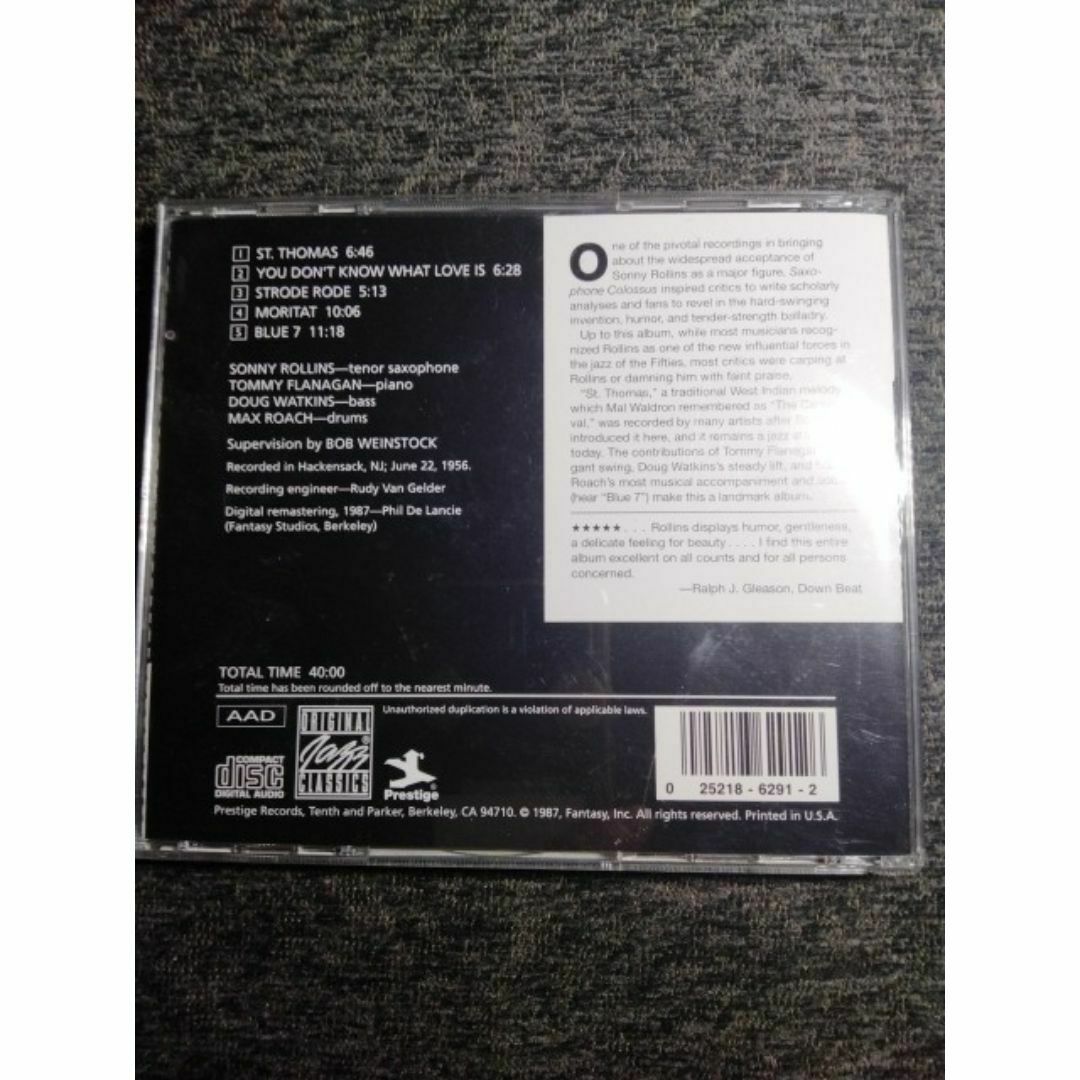 1 ST. THOMAS 6:46
2 YOU DON'T KNOW WHAT LOVE IS 6:28
3 STRODE RODE 5:13
4 MORITAT 10:06
5 BLUE 7 11:18
SONNY ROLLINS—tenor saxophone
TOMMY FLANAGAN—piano
DOUG WATKINS—bass
MAX ROACH—drums
Supervision by BOB WEINSTOCK
Recorded in Hackensack, NJ; June 22, 1956.
Recording engineer—Rudy Van Gelder
Digital remastering, 1987—Phil De Lancie
(Fantasy Studios, Berkeley)
One of the pivotal recordings in bringing
about the widespread acceptance of
Sonny Rollins as a major figure, Saxo-
phone Colossus inspired critics to write scholarly
analyses and fans to revel in the hard-swinging
invention, humor, and tender-strength balladry.
Up to this album, while most musicians recog-
nized Rollins as one of the new influential forces in
the jazz of the Fifties, most critics were carping at
Rollins or damning him with faint praise.
"St. Thomas," a traditional West Indian melody
which Mal Waldron remembered as "The
val," was recorded by many artists after
introduced it here, and it remains a jazz
today. The contributions of Tommy Flanagan
gant swing, Doug Watkins's steady lift, and
Roach's most musical accompaniment and
(hear "Blue 7") make this a landmark album.
★★★★★ . . . Rollins displays humor, gentleness,
a delicate feeling for beauty . . . . I find this entire
album excellent on all counts and for all persons
concerned.
—Ralph J. Gleason, Down Beat
TOTAL TIME 40:00
Total time has been rounded off to the nearest minute.
AAD
Unauthorized duplication is a violation of applicable laws.
ORIGINAL
Jazz®
CLASSICS
COMPACT
disc
DIGITAL AUDIO
Prestige®
0 25218 - 6291 - 2
Prestige Records, Tenth and Parker, Berkeley, CA 94710. © 1987, Fantasy, Inc. All rights reserved. Printed in U.S.A.